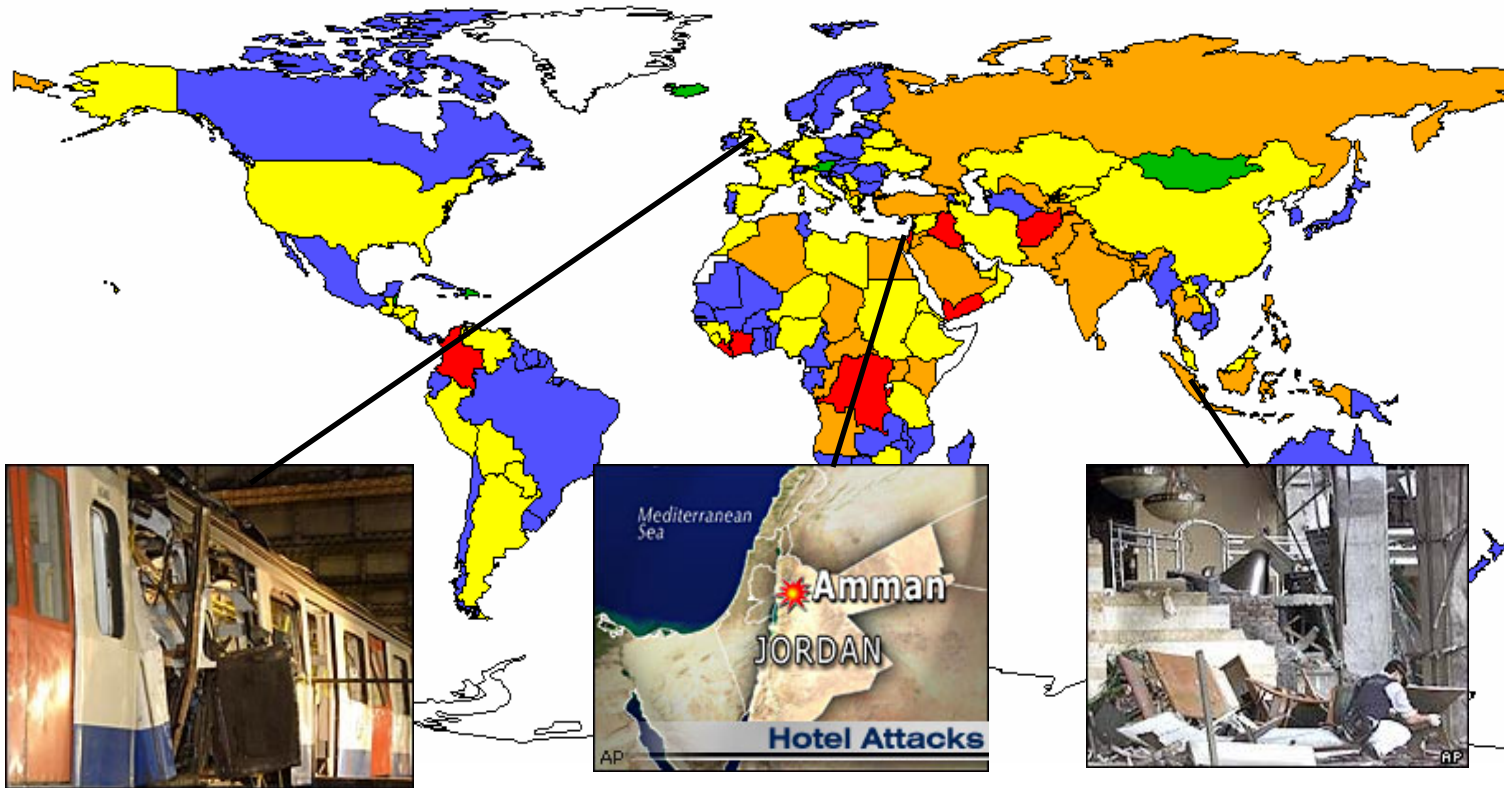 Mediterranean
Sea
Amman
JORDAN
Hotel Attacks
AP
AP